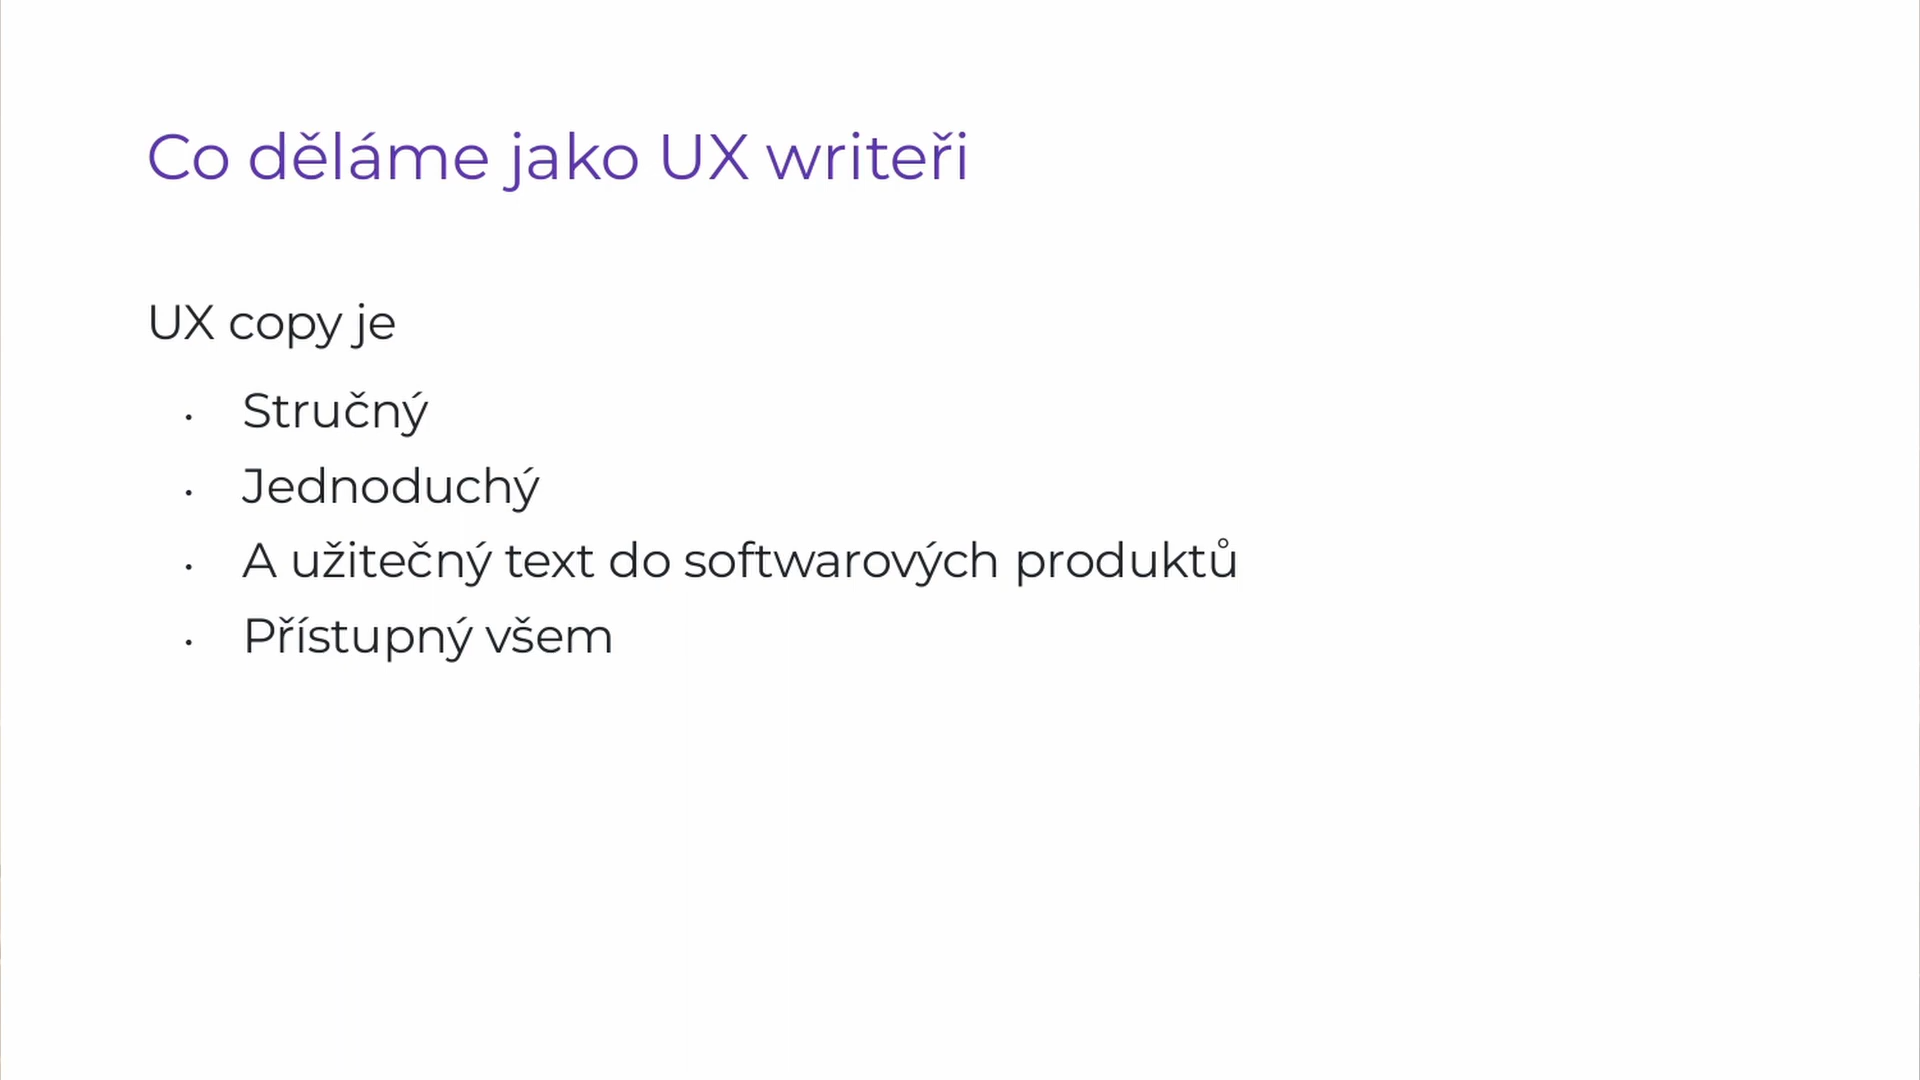 Co děláme jako UX writeři
UX copy je
• Stručný
• Jednoduchý
• A užitečný text do softwarových produktů
• Přístupný všem